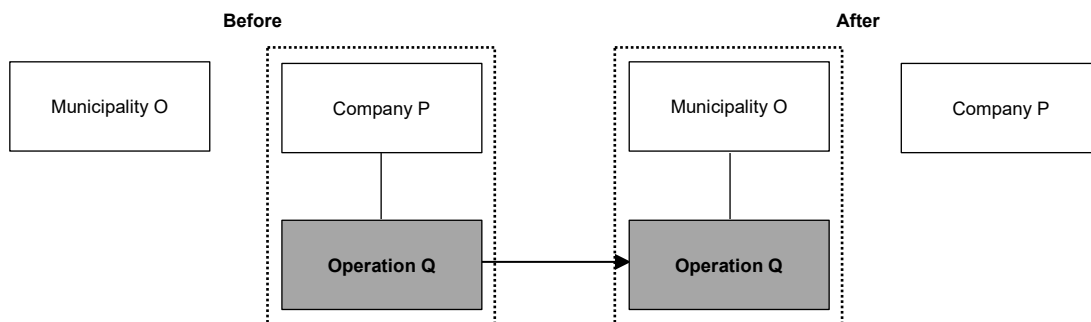 Before
After
Municipality O
Company P
Municipality O
Company P
Operation Q
Operation Q